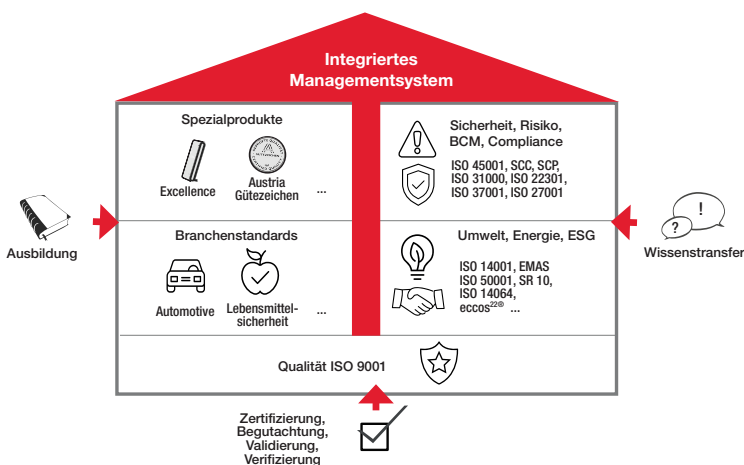 Integriertes
Managementsystem
Spezialprodukte
Excellence
Austria
Gütezeichen
...
Sicherheit, Risiko,
BCM, Compliance
ISO 45001, SCC, SCP,
ISO 31000, ISO 22301,
ISO 37001, ISO 27001
Ausbildung
!
?
Wissenstransfer
Branchenstandards
Automotive
Lebensmittel-
sicherheit
...
Umwelt, Energie, ESG
ISO 14001, EMAS
ISO 50001, SR 10,
ISO 14064,
eccos²²® ...
Qualität ISO 9001
Zertifizierung,
Begutachtung,
Validierung,
Verifizierung